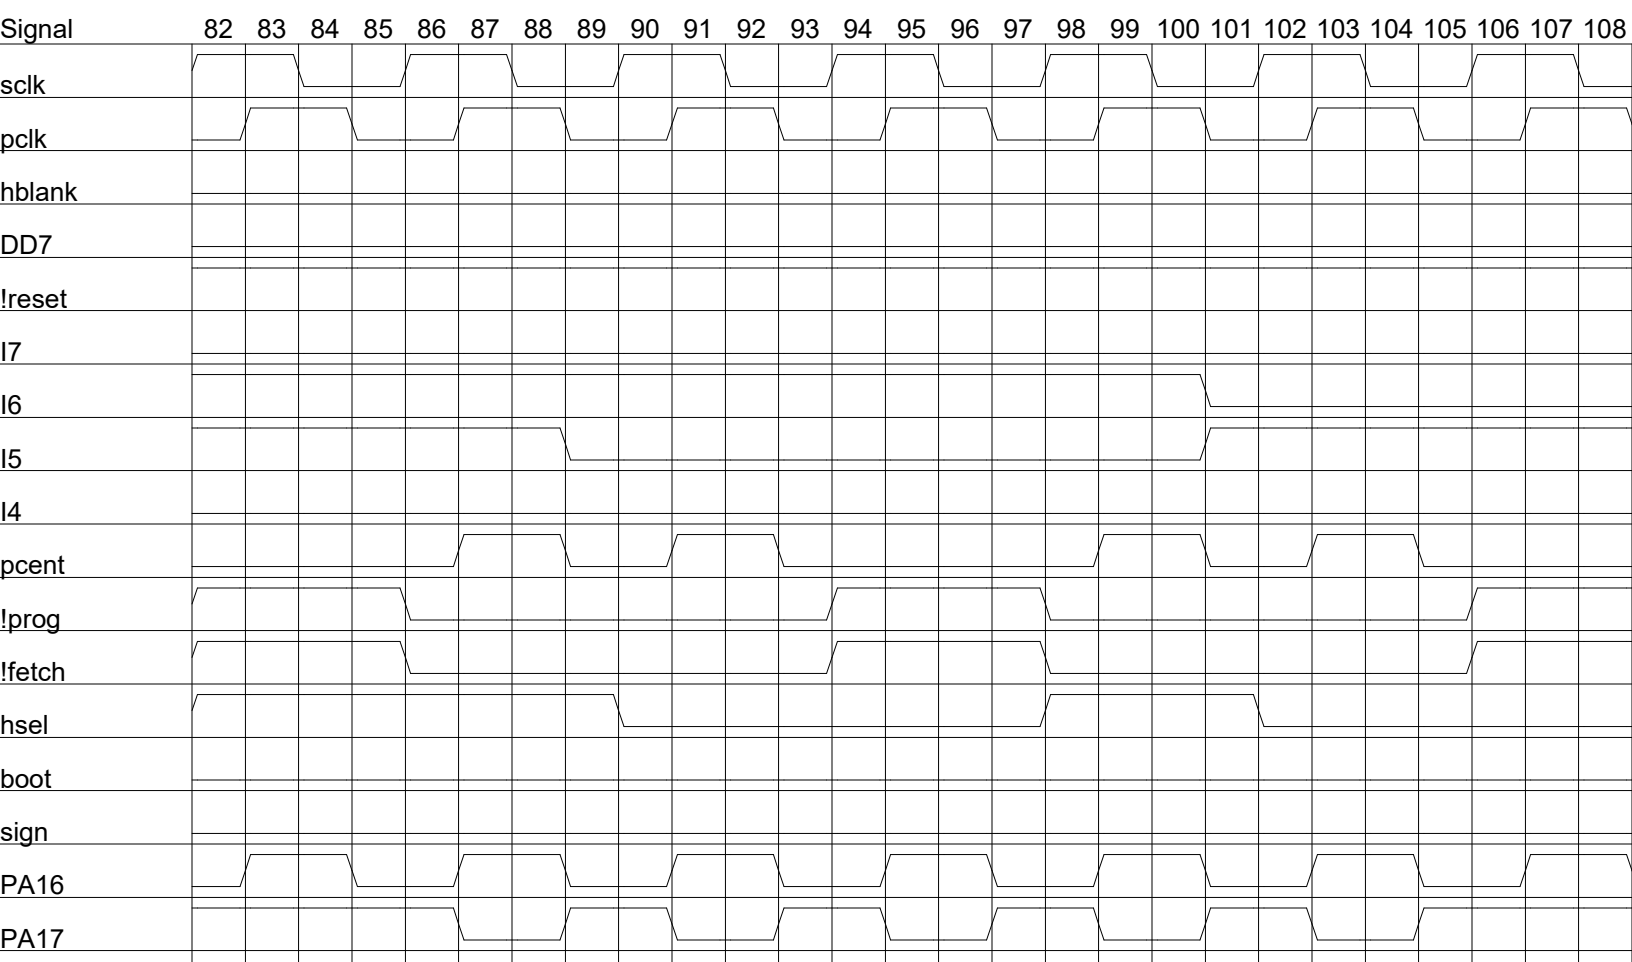 Signal 82 83 84 85 86 87 88 89 90 91 92 93 94 95 96 97 98 99 100 101 102 103 104 105 106 107 108
sclk
pclk
hblank
DD7
!reset
I7
I6
I5
I4
pcent
!prog
!fetch
hsel
boot
sign
PA16
PA17